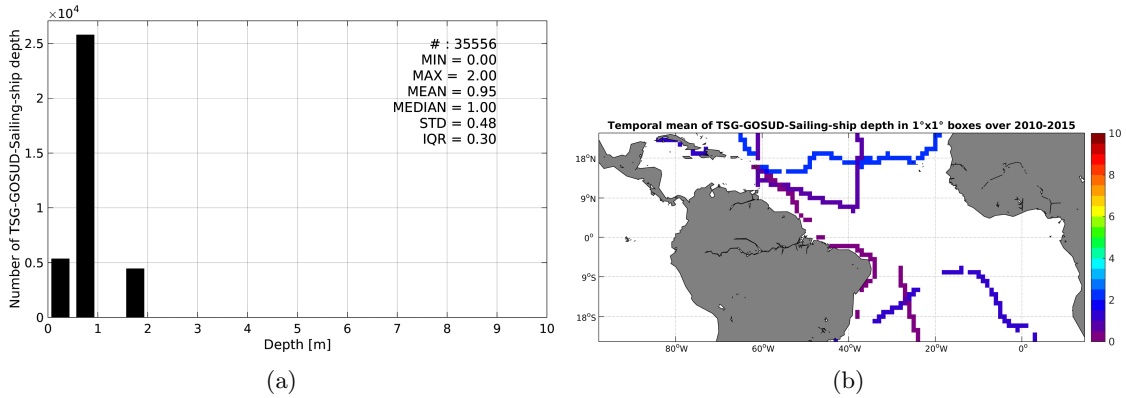 ×10⁴
Number of TSG-GOSUD-Sailing-ship depth
2.5
2
1.5
1
0.5
0
# : 35556
MIN = 0.00
MAX = 2.00
MEAN = 0.95
MEDIAN = 1.00
STD = 0.48
IQR = 0.30
0 1 2 3 4 5 6 7 8 9 10
Depth [m]
(a)
Temporal mean of TSG-GOSUD-Sailing-ship depth in 1°x1° boxes over 2010-2015
18°N
9°N
0°
9°S
18°S
80°W 60°W 40°W 20°W 0°
10
8
6
4
2
0
(b)